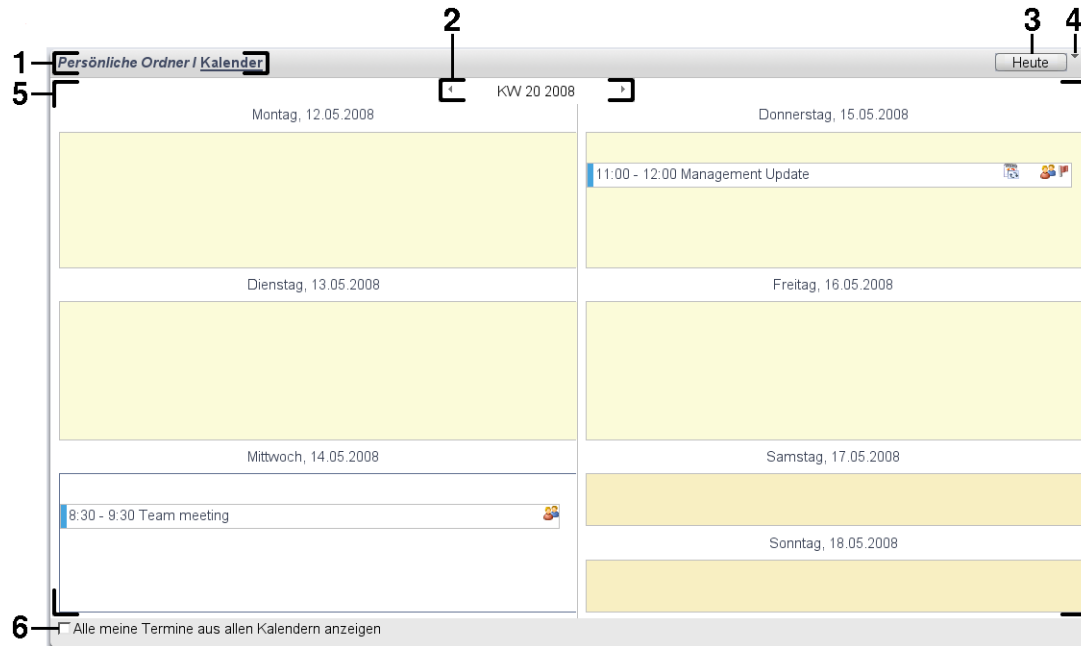 2
3
4
1
Persönliche Ordner / Kalender
Heute
5
KW 20 2008
Montag, 12.05.2008
Donnerstag, 15.05.2008
11:00 - 12:00 Management Update
Dienstag, 13.05.2008
Freitag, 16.05.2008
Mittwoch, 14.05.2008
Samstag, 17.05.2008
8:30 - 9:30 Team meeting
Sonntag, 18.05.2008
6
Alle meine Termine aus allen Kalendern anzeigen